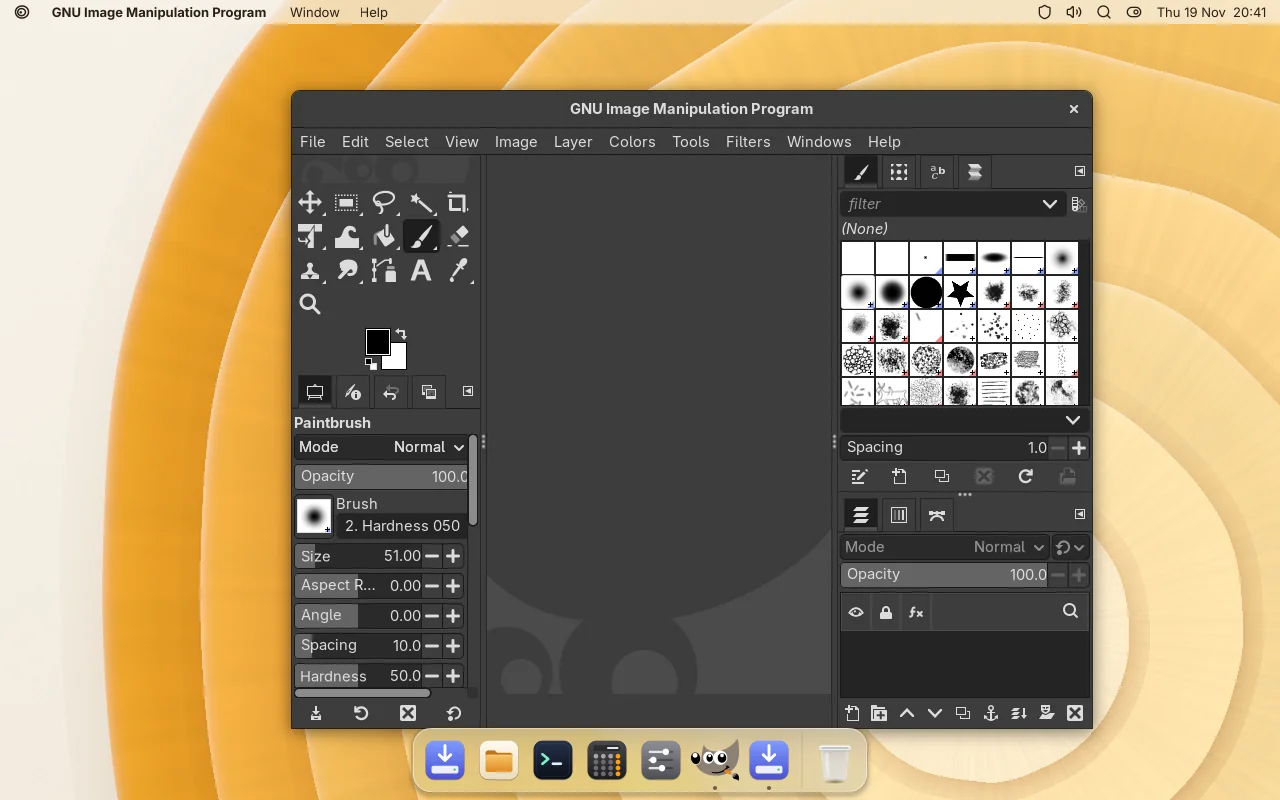 GNU Image Manipulation Program Window Help Thu 19 Nov 20:41
GNU Image Manipulation Program
File Edit Select View Image Layer Colors Tools Filters Windows Help
filter
(None)
Paintbrush
Mode Normal
Opacity 100.0
Brush
2. Hardness 050
Size 51.00
Aspect R... 0.00
Angle 0.00
Spacing 10.0
Hardness 50.0
Spacing 1.0
Mode Normal
Opacity 100.0